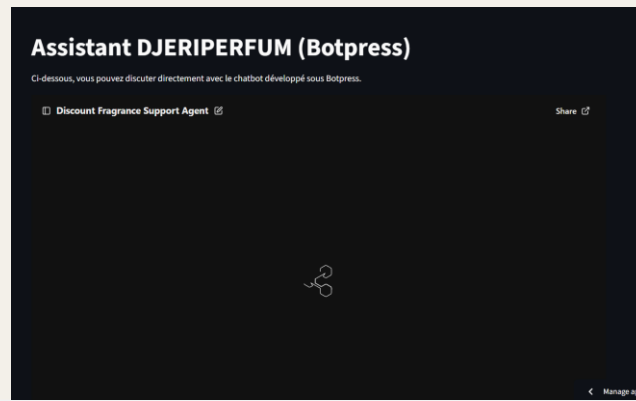 Assistant DJERIPERFUM (Botpress)
Ci-dessous, vous pouvez discuter directement avec le chatbot développé sous Botpress.
Discount Fragrance Support Agent
Share
Manage ap